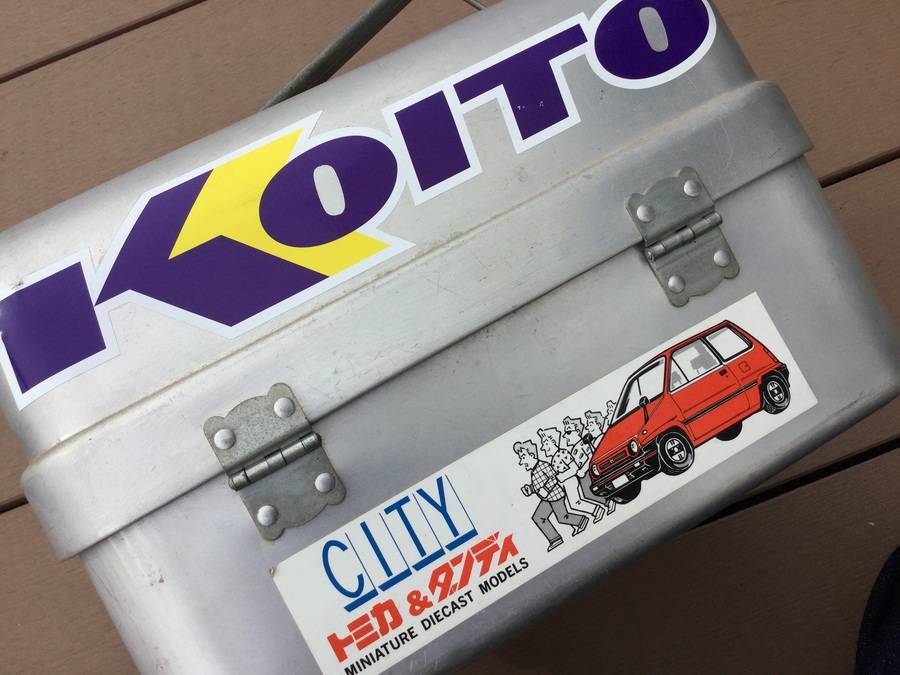 KOITO
CITY
トミカ & ダンディ
MINIATURE DIECAST MODELS